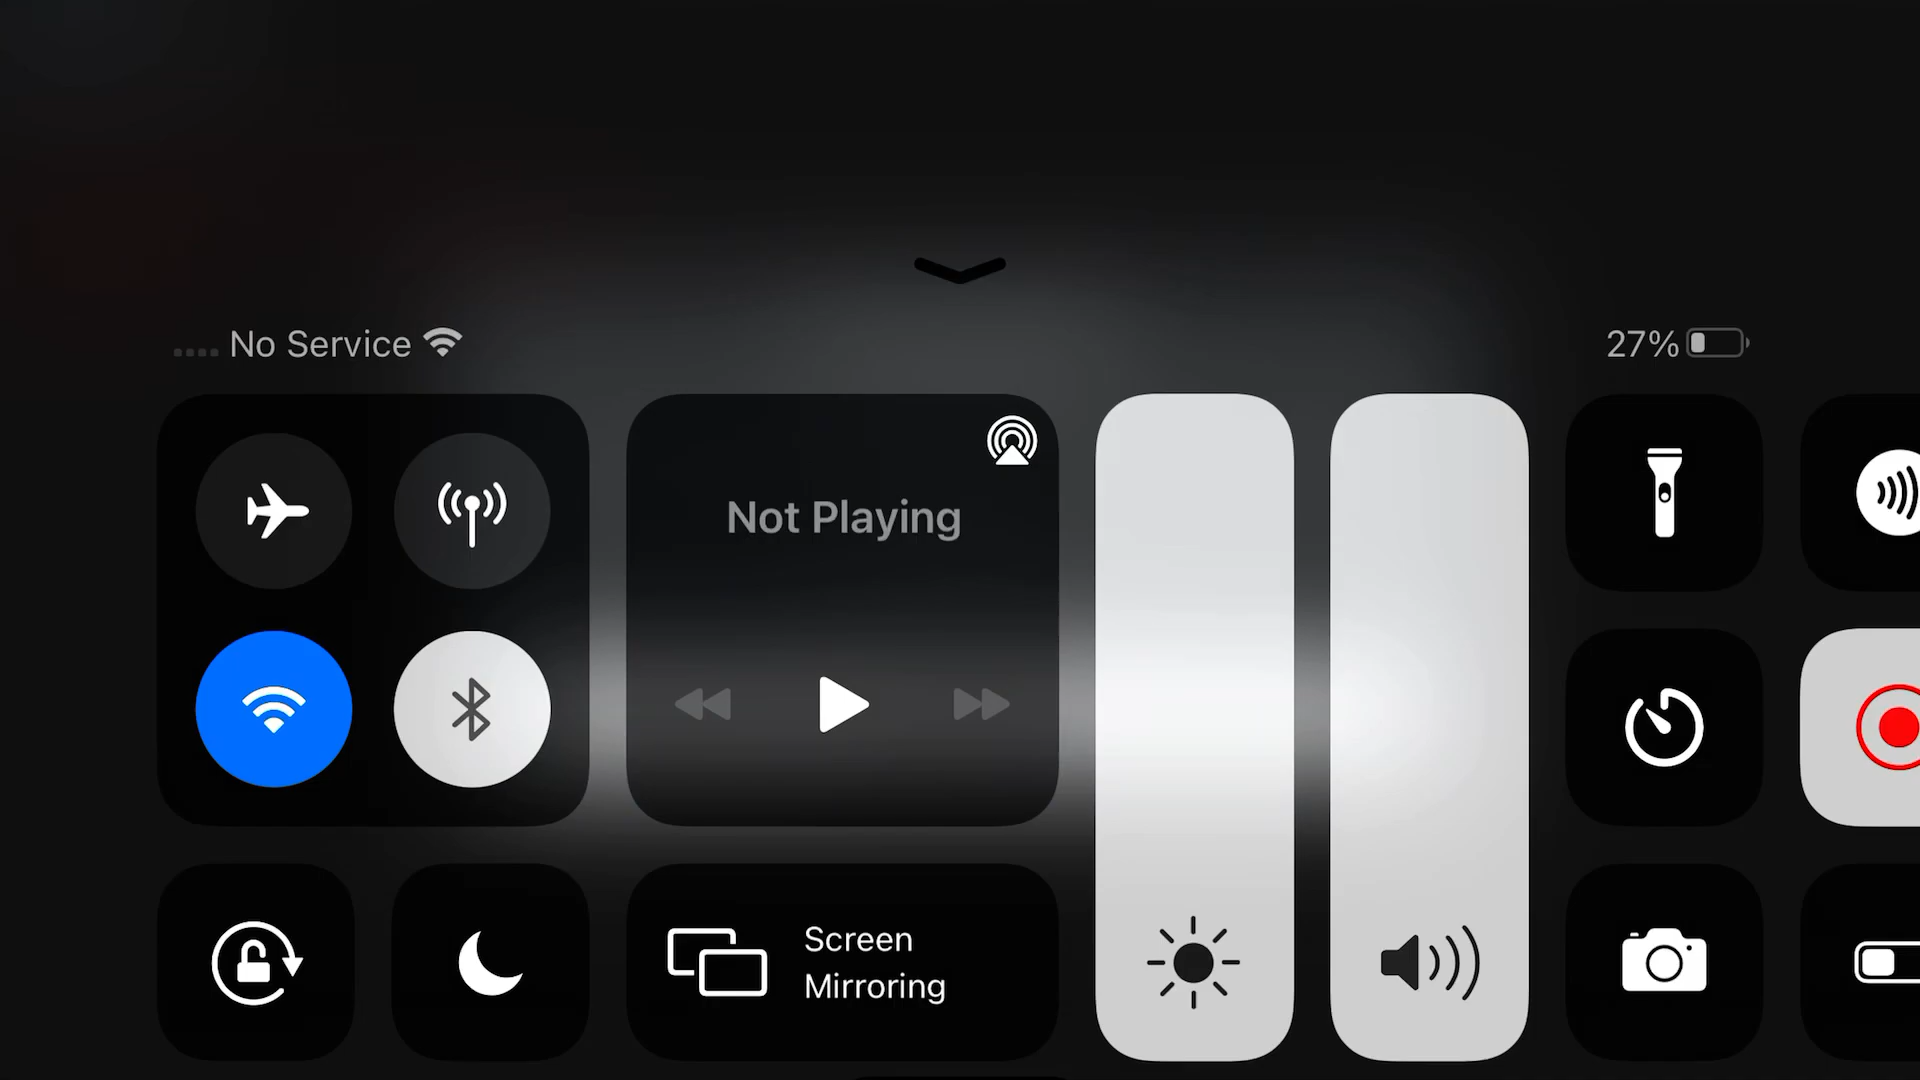 No Service
27%
Not Playing
Screen
Mirroring